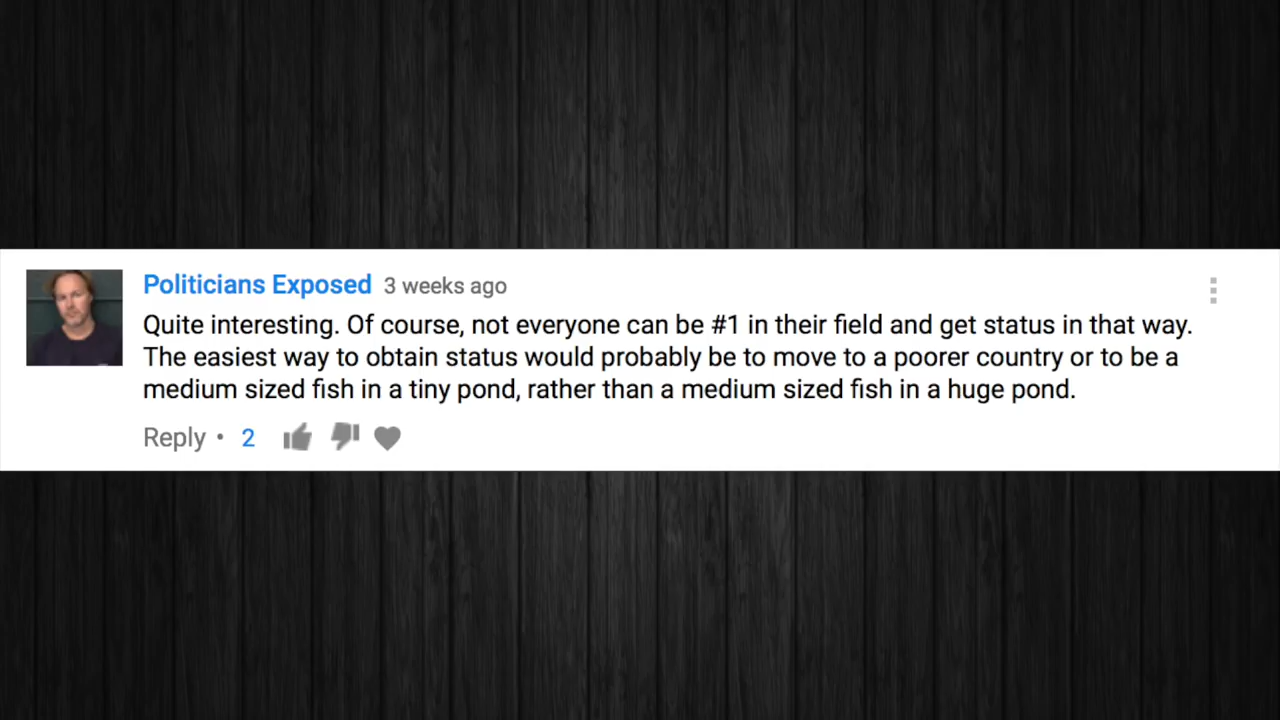 Politicians Exposed 3 weeks ago
Quite interesting. Of course, not everyone can be #1 in their field and get status in that way.
The easiest way to obtain status would probably be to move to a poorer country or to be a
medium sized fish in a tiny pond, rather than a medium sized fish in a huge pond.
Reply • 2